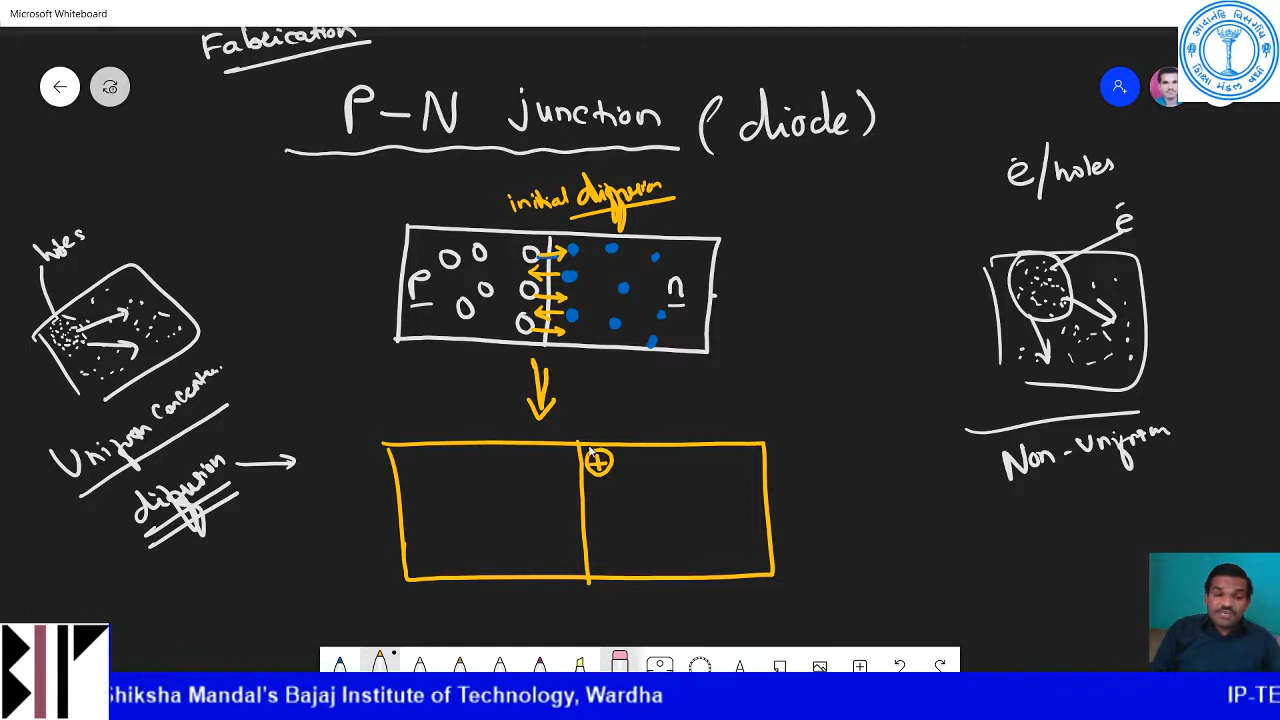 Microsoft Whiteboard
Fabrication
P-N junction (diode)
initial diffusion
p
n
holes
Uniform Concentra.
diffusion
ē/holes
ē
Non-Uniform
Shiksha Mandal's Bajaj Institute of Technology, Wardha
IP-TE